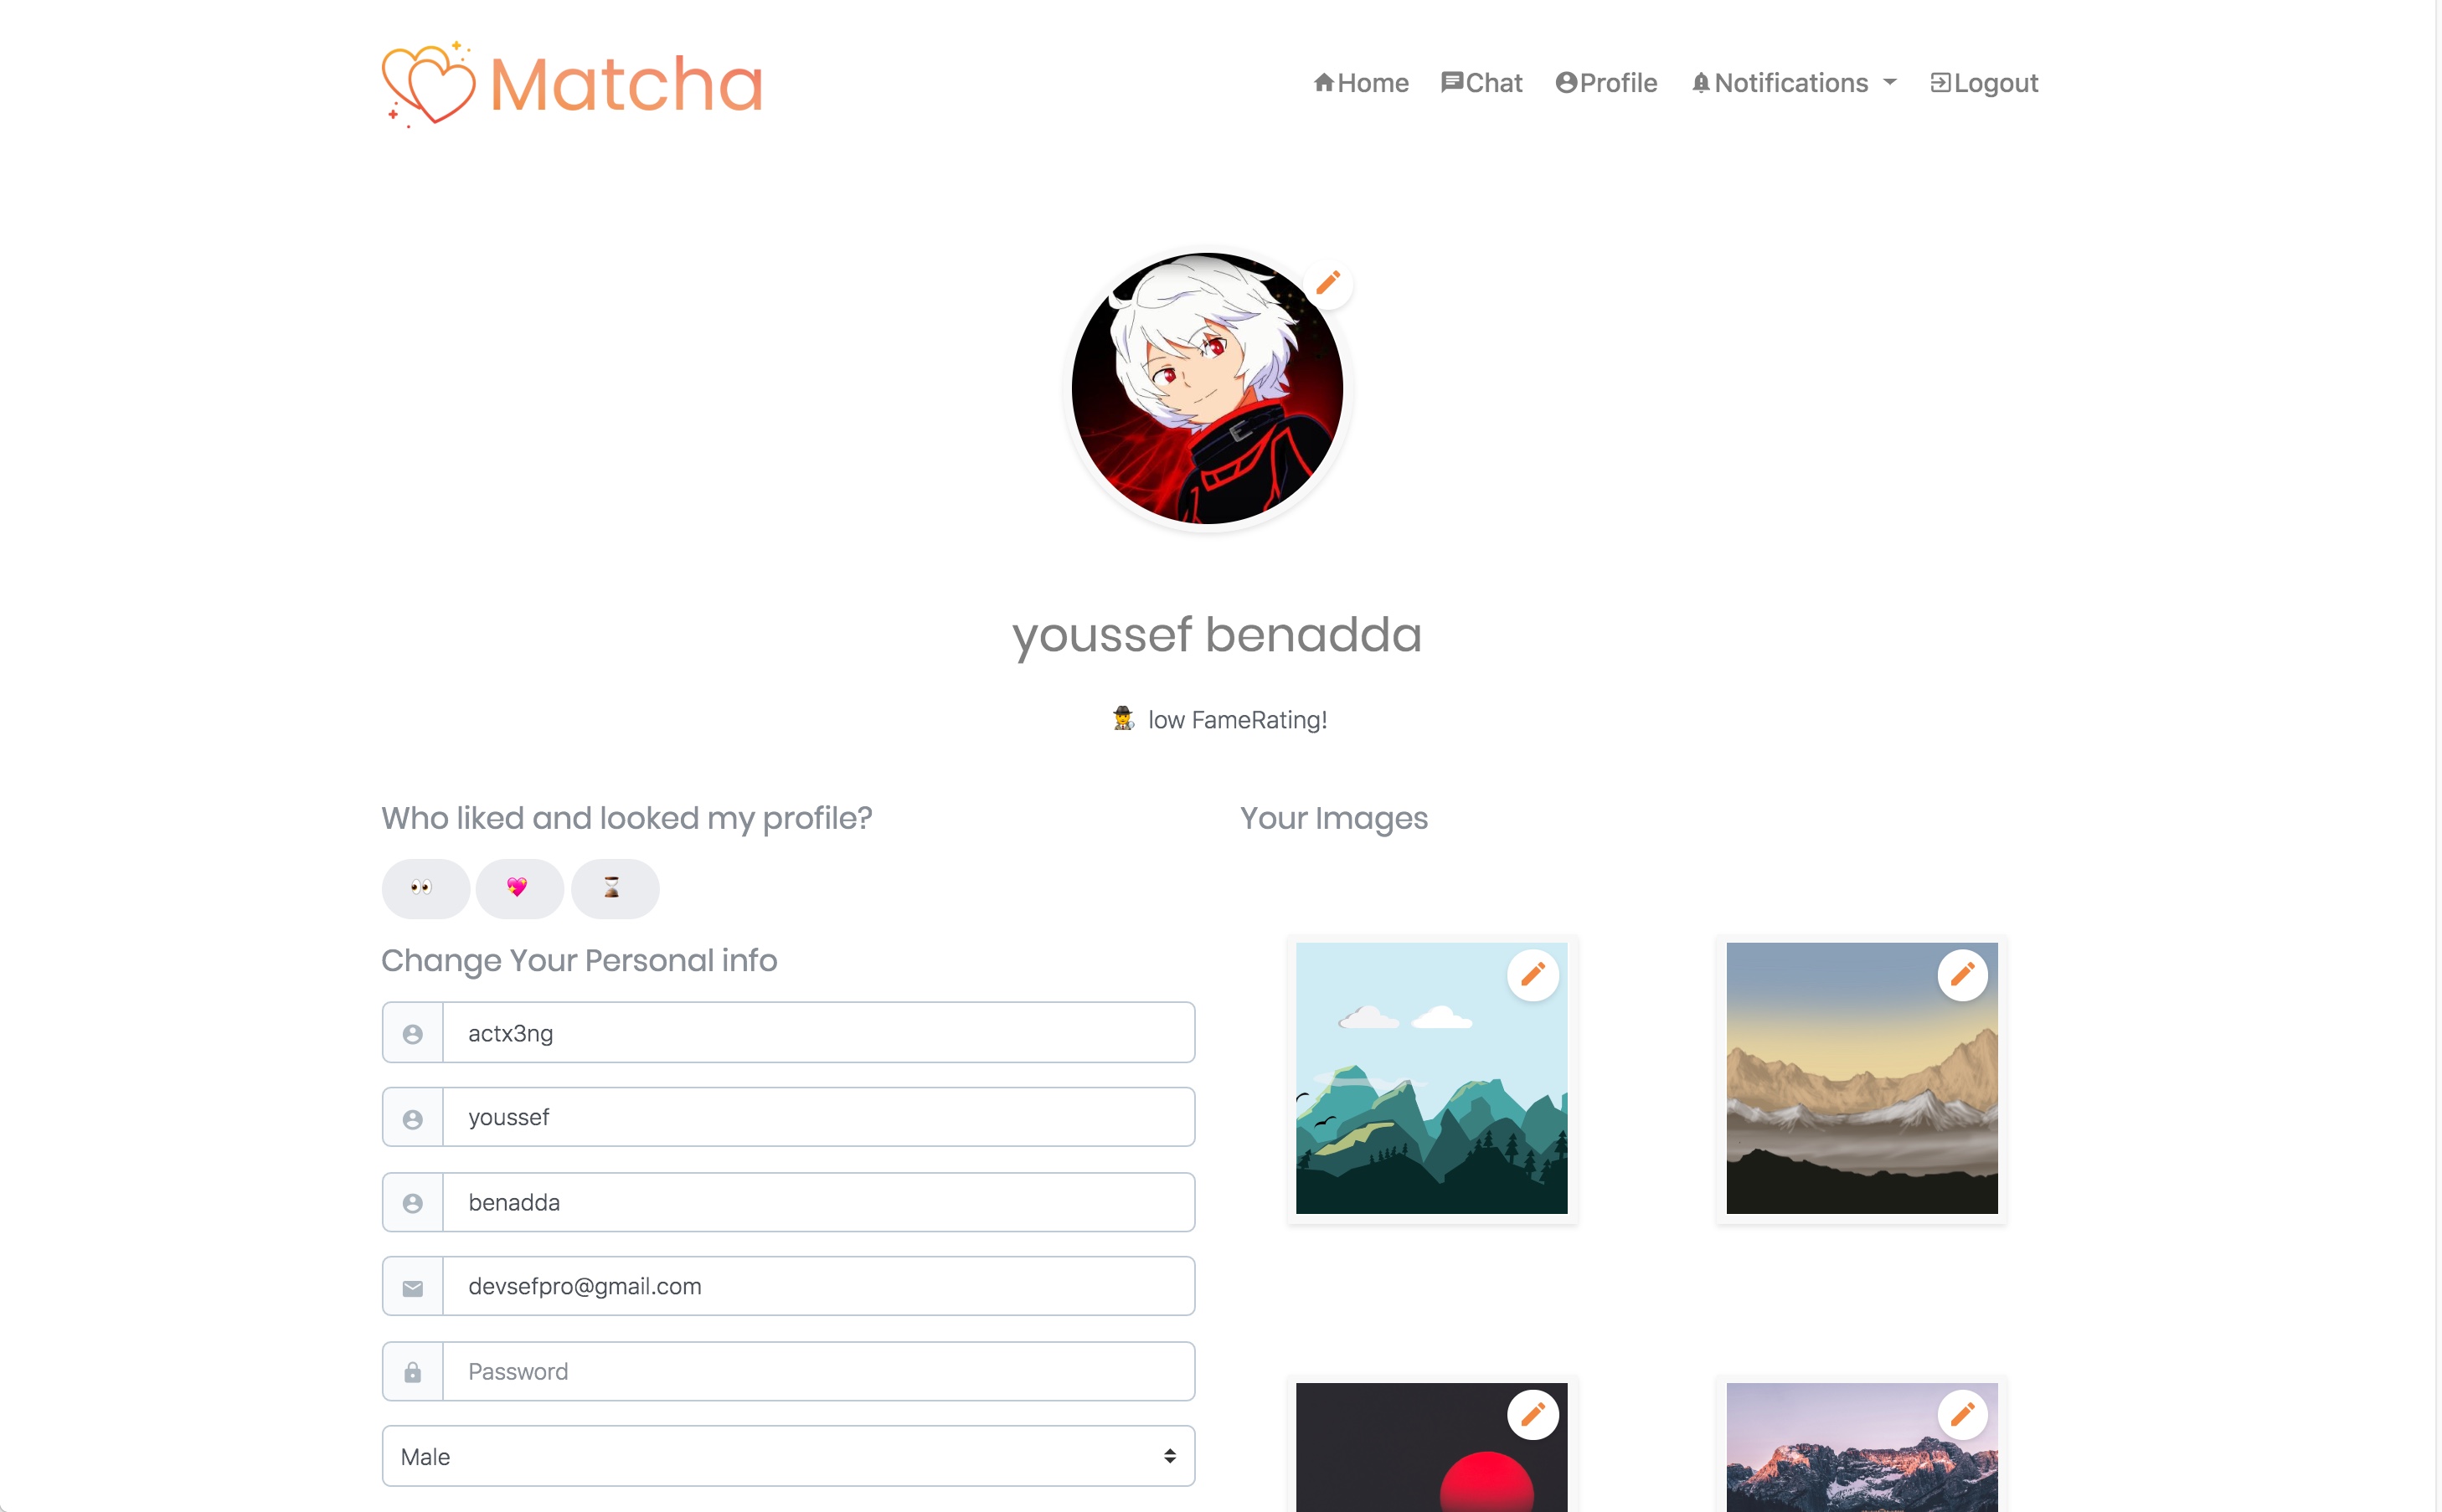 Matcha
Home Chat Profile Notifications Logout
youssef benadda
low FameRating!
Who liked and looked my profile?
Change Your Personal info
actx3ng
youssef
benadda
devsefpro@gmail.com
Password
Male
Your Images